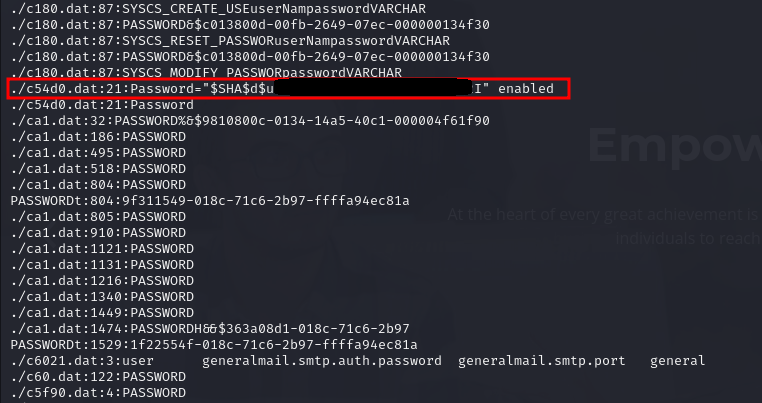 ./c180.dat:87:SYSCS_CREATE_USEuserNampasswordVARCHAR
./c180.dat:87:PASSWORD&$c013800d-00fb-2649-07ec-000000134f30
./c180.dat:87:SYSCS_RESET_PASSWORuserNampasswordVARCHAR
./c180.dat:87:PASSWORD&$c013800d-00fb-2649-07ec-000000134f30
./c180.dat:87:SYSCS_MODIFY_PASSWORpasswordVARCHAR
./c54d0.dat:21:Password="$SHA$d$u I" enabled
./c54d0.dat:21:Password
./ca1.dat:32:PASSWORD%&$9810800c-0134-14a5-40c1-000004f61f90
./ca1.dat:186:PASSWORD
./ca1.dat:495:PASSWORD
./ca1.dat:518:PASSWORD
./ca1.dat:804:PASSWORD
PASSWORDt:804:9f311549-018c-71c6-2b97-ffffa94ec81a
./ca1.dat:805:PASSWORD
./ca1.dat:910:PASSWORD
./ca1.dat:1121:PASSWORD
./ca1.dat:1131:PASSWORD
./ca1.dat:1216:PASSWORD
./ca1.dat:1340:PASSWORD
./ca1.dat:1449:PASSWORD
./ca1.dat:1474:PASSWORDH&&$363a08d1-018c-71c6-2b97
PASSWORDt:1529:1f22554f-018c-71c6-2b97-ffffa94ec81a
./c6021.dat:3:user generalmail.smtp.auth.password generalmail.smtp.port general
./c60.dat:122:PASSWORD
./c5f90.dat:4:PASSWORD
Empow
At the heart of every great achievement is
individuals to reach